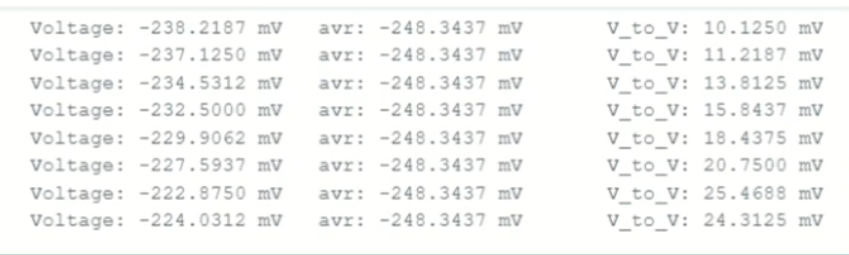 Voltage: -238.2187 mV avr: -248.3437 mV V_to_V: 10.1250 mV
Voltage: -237.1250 mV avr: -248.3437 mV V_to_V: 11.2187 mV
Voltage: -234.5312 mV avr: -248.3437 mV V_to_V: 13.8125 mV
Voltage: -232.5000 mV avr: -248.3437 mV V_to_V: 15.8437 mV
Voltage: -229.9062 mV avr: -248.3437 mV V_to_V: 18.4375 mV
Voltage: -227.5937 mV avr: -248.3437 mV V_to_V: 20.7500 mV
Voltage: -222.8750 mV avr: -248.3437 mV V_to_V: 25.4688 mV
Voltage: -224.0312 mV avr: -248.3437 mV V_to_V: 24.3125 mV